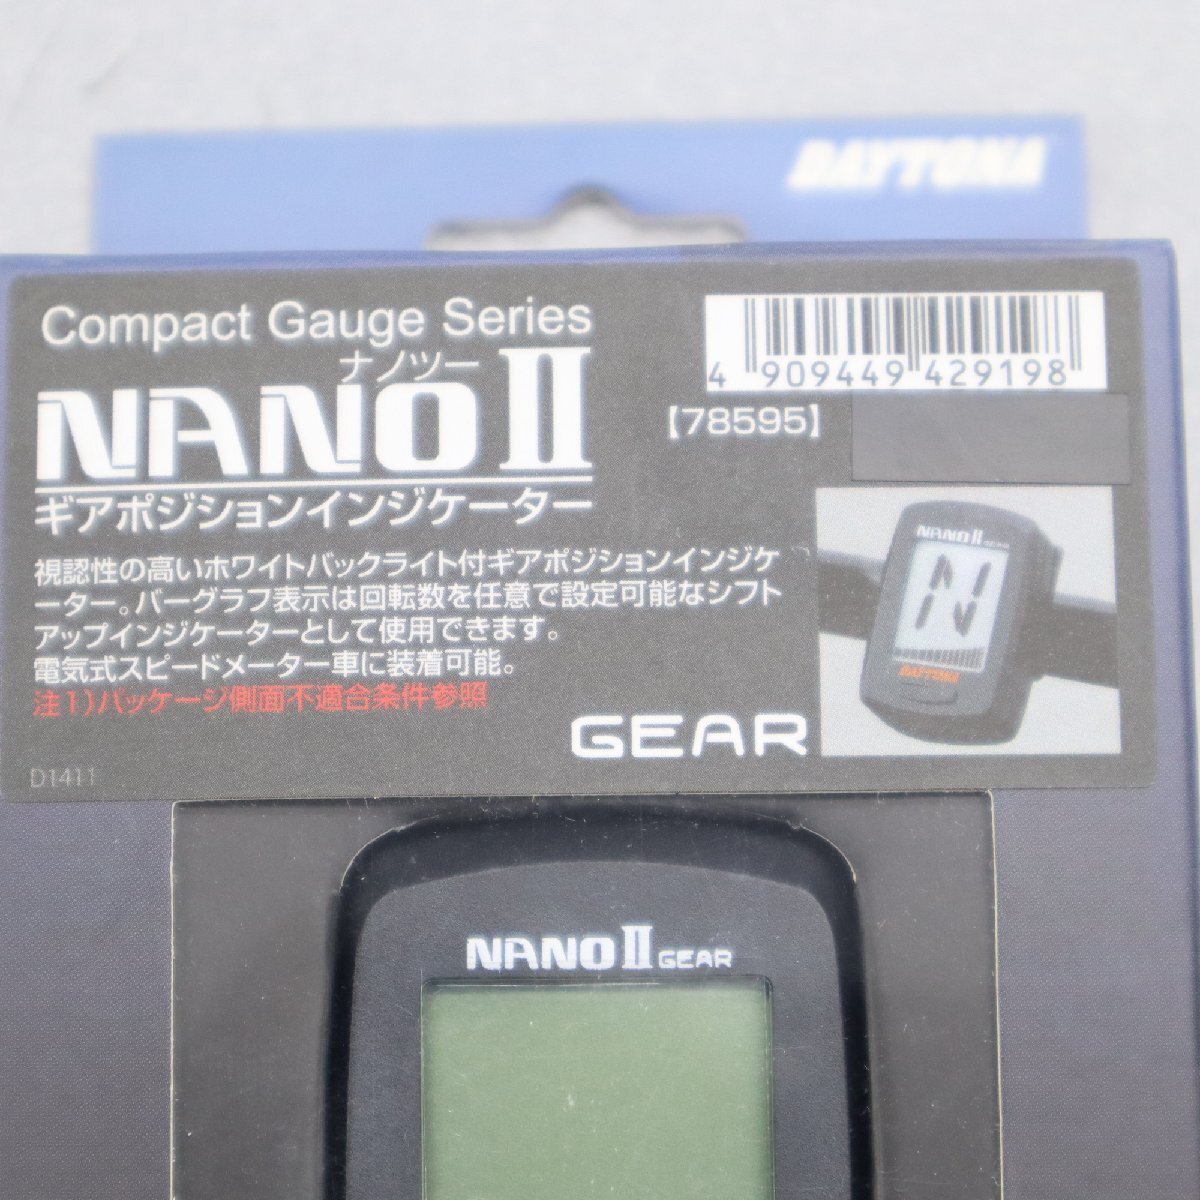 DAYTONA
Compact Gauge Series
ナノツー
NANO II
ギアポジションインジケーター
4 909449 429198
【78595】
視認性の高いホワイトバックライト付ギアポジションインジケ
ーター。バーグラフ表示は回転数を任意で設定可能なシフト
アップインジケーターとして使用できます。
電気式スピードメーター車に装着可能。
注1)パッケージ側面不適合条件参照
GEAR
D1411
NANO II
N
DAYTONA
NANO II GEAR